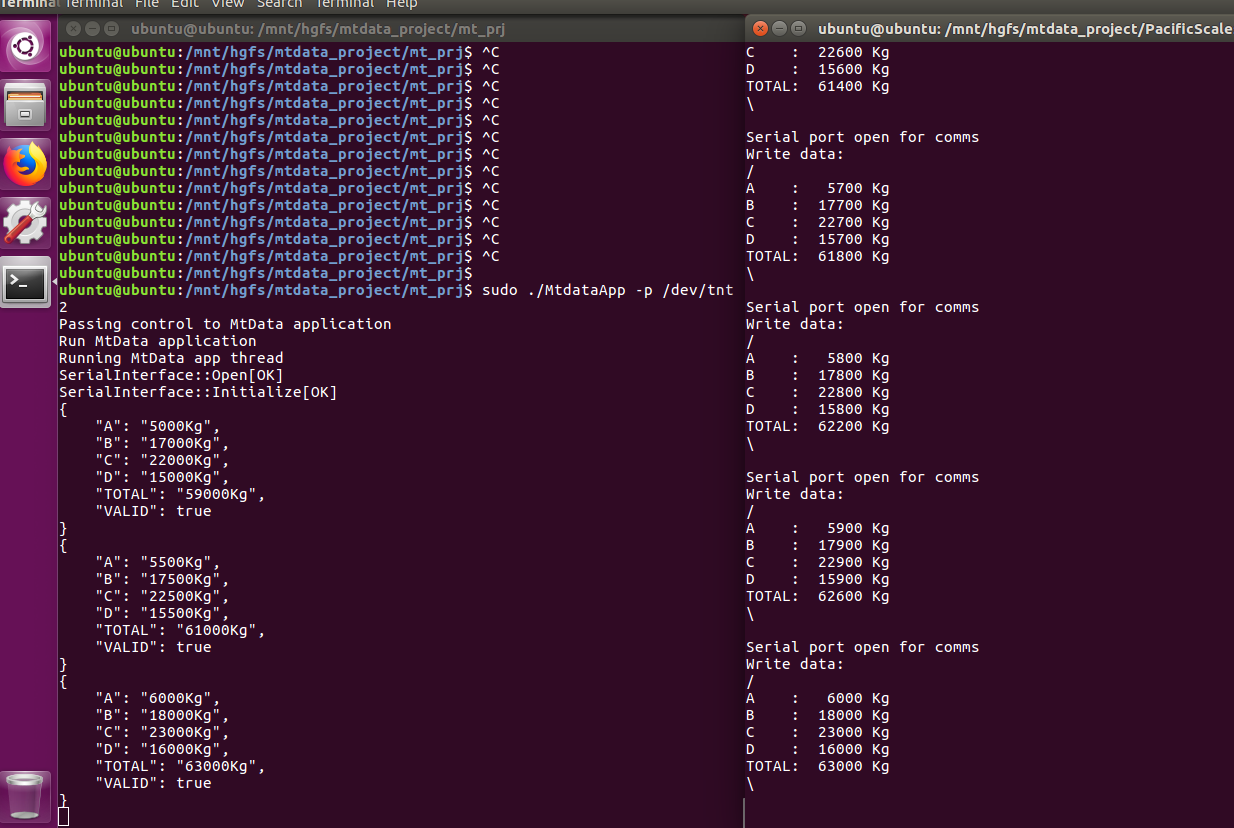 Terminal Terminal File Edit View Search Terminal Help
ubuntu@ubuntu: /mnt/hgfs/mtdata_project/mt_prj
ubuntu@ubuntu:/mnt/hgfs/mtdata_project/mt_prj$ ^C
ubuntu@ubuntu:/mnt/hgfs/mtdata_project/mt_prj$ ^C
ubuntu@ubuntu:/mnt/hgfs/mtdata_project/mt_prj$ ^C
ubuntu@ubuntu:/mnt/hgfs/mtdata_project/mt_prj$ ^C
ubuntu@ubuntu:/mnt/hgfs/mtdata_project/mt_prj$ ^C
ubuntu@ubuntu:/mnt/hgfs/mtdata_project/mt_prj$ ^C
ubuntu@ubuntu:/mnt/hgfs/mtdata_project/mt_prj$ ^C
ubuntu@ubuntu:/mnt/hgfs/mtdata_project/mt_prj$ ^C
ubuntu@ubuntu:/mnt/hgfs/mtdata_project/mt_prj$ ^C
ubuntu@ubuntu:/mnt/hgfs/mtdata_project/mt_prj$ ^C
ubuntu@ubuntu:/mnt/hgfs/mtdata_project/mt_prj$ ^C
ubuntu@ubuntu:/mnt/hgfs/mtdata_project/mt_prj$ ^C
ubuntu@ubuntu:/mnt/hgfs/mtdata_project/mt_prj$ ^C
ubuntu@ubuntu:/mnt/hgfs/mtdata_project/mt_prj$
ubuntu@ubuntu:/mnt/hgfs/mtdata_project/mt_prj$ sudo ./MtdataApp -p /dev/tnt
2
Passing control to MtData application
Run MtData application
Running MtData app thread
SerialInterface::Open[OK]
SerialInterface::Initialize[OK]
{
    "A": "5000Kg",
    "B": "17000Kg",
    "C": "22000Kg",
    "D": "15000Kg",
    "TOTAL": "59000Kg",
    "VALID": true
}
{
    "A": "5500Kg",
    "B": "17500Kg",
    "C": "22500Kg",
    "D": "15500Kg",
    "TOTAL": "61000Kg",
    "VALID": true
}
{
    "A": "6000Kg",
    "B": "18000Kg",
    "C": "23000Kg",
    "D": "16000Kg",
    "TOTAL": "63000Kg",
    "VALID": true
}
ubuntu@ubuntu: /mnt/hgfs/mtdata_project/PacificScale
C    :  22600 Kg
D    :  15600 Kg
TOTAL:  61400 Kg
\
Serial port open for comms
Write data:
/
A    :   5700 Kg
B    :  17700 Kg
C    :  22700 Kg
D    :  15700 Kg
TOTAL:  61800 Kg
\
Serial port open for comms
Write data:
/
A    :   5800 Kg
B    :  17800 Kg
C    :  22800 Kg
D    :  15800 Kg
TOTAL:  62200 Kg
\
Serial port open for comms
Write data:
/
A    :   5900 Kg
B    :  17900 Kg
C    :  22900 Kg
D    :  15900 Kg
TOTAL:  62600 Kg
\
Serial port open for comms
Write data:
/
A    :   6000 Kg
B    :  18000 Kg
C    :  23000 Kg
D    :  16000 Kg
TOTAL:  63000 Kg
\